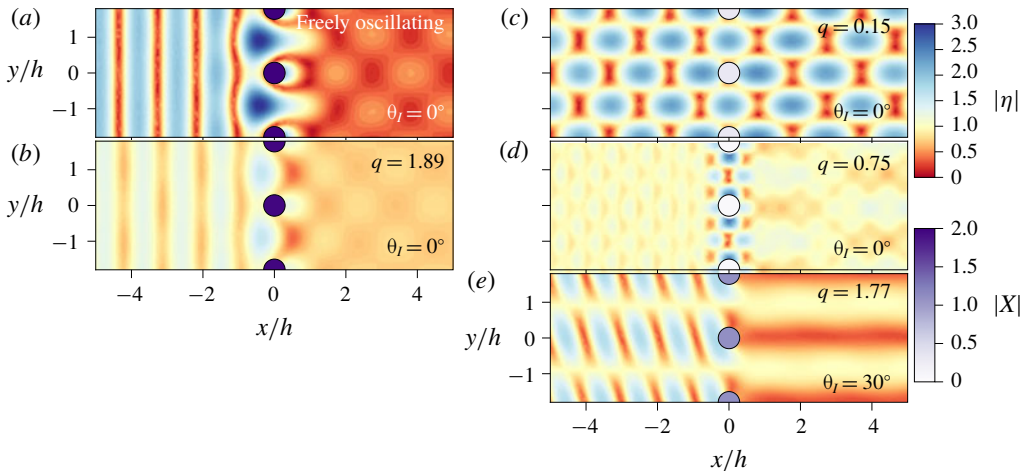 (a)
Freely oscillating
1
y/h
0
−1
θI = 0°
(b)
q = 1.89
1
y/h
0
−1
θI = 0°
−4
−2
0
2
4
x/h
(c)
q = 0.15
θI = 0°
(d)
q = 0.75
θI = 0°
(e)
q = 1.77
1
y/h
0
−1
θI = 30°
−4
−2
0
2
4
x/h
3.0
2.5
2.0
1.5
1.0
0.5
0
|η|
2.0
1.5
1.0
0.5
0
|X|